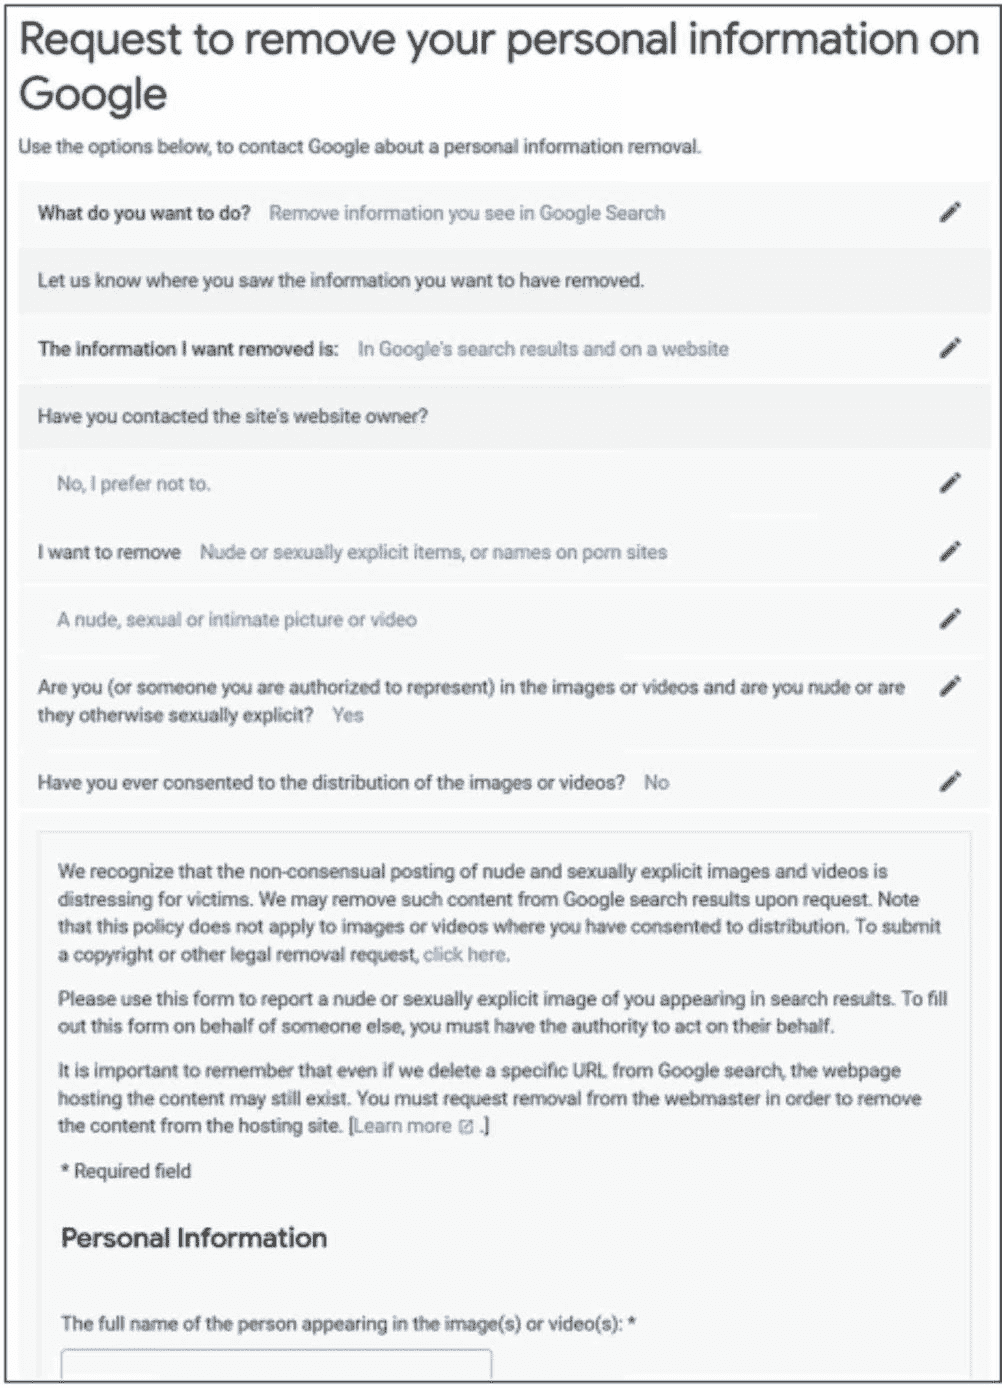 Request to remove your personal information on
Google
Use the options below, to contact Google about a personal information removal.
What do you want to do? Remove information you see in Google Search
Let us know where you saw the information you want to have removed.
The information I want removed is: In Google's search results and on a website
Have you contacted the site's website owner?
No, I prefer not to.
I want to remove Nude or sexually explicit items, or names on porn sites
A nude, sexual or intimate picture or video
Are you (or someone you are authorized to represent) in the images or videos and are you nude or are
they otherwise sexually explicit? Yes
Have you ever consented to the distribution of the images or videos? No
We recognize that the non-consensual posting of nude and sexually explicit images and videos is
distressing for victims. We may remove such content from Google search results upon request. Note
that this policy does not apply to images or videos where you have consented to distribution. To submit
a copyright or other legal removal request, click here.
Please use this form to report a nude or sexually explicit image of you appearing in search results. To fill
out this form on behalf of someone else, you must have the authority to act on their behalf.
It is important to remember that even if we delete a specific URL from Google search, the webpage
hosting the content may still exist. You must request removal from the webmaster in order to remove
the content from the hosting site. [Learn more .]
* Required field
Personal Information
The full name of the person appearing in the image(s) or video(s): *